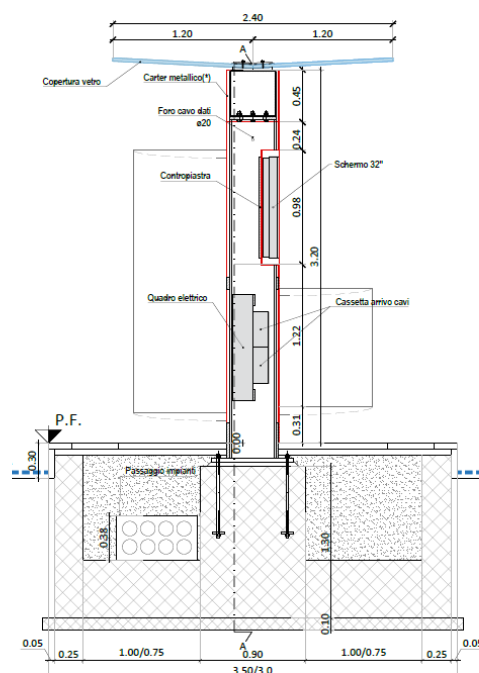 2.40
A
1.20
1.20
Copertura vetro
Carter metallico(*)
0.45
Foro cavo dati
ø20
0.24
Schermo 32"
Contropiastra
0.98
3.20
Quadro elettrico
Cassetta arrivo cavi
1.22
P.F.
0.31
0.00
0.30
Passaggio impianti
0.38
1.30
0.10
A
0.05
0.25
1.00/0.75
0.90
1.00/0.75
0.25
0.05
3.50/3.0